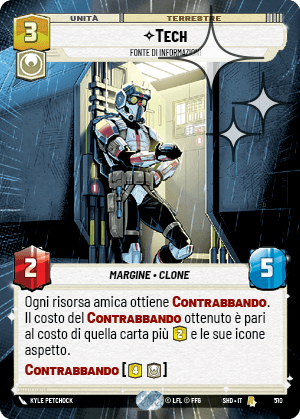 UNITÀ TERRESTRE
3
✧TECH
FONTE DI INFORMAZIONI
2
5
MARGINE • CLONE
Ogni risorsa amica ottiene CONTRABBANDO.
Il costo del CONTRABBANDO ottenuto è pari
al costo di quella carta più 2 e le sue icone
aspetto.
CONTRABBANDO [4]
KYLE PETCHOCK © LFL © FFG SHD • IT 510